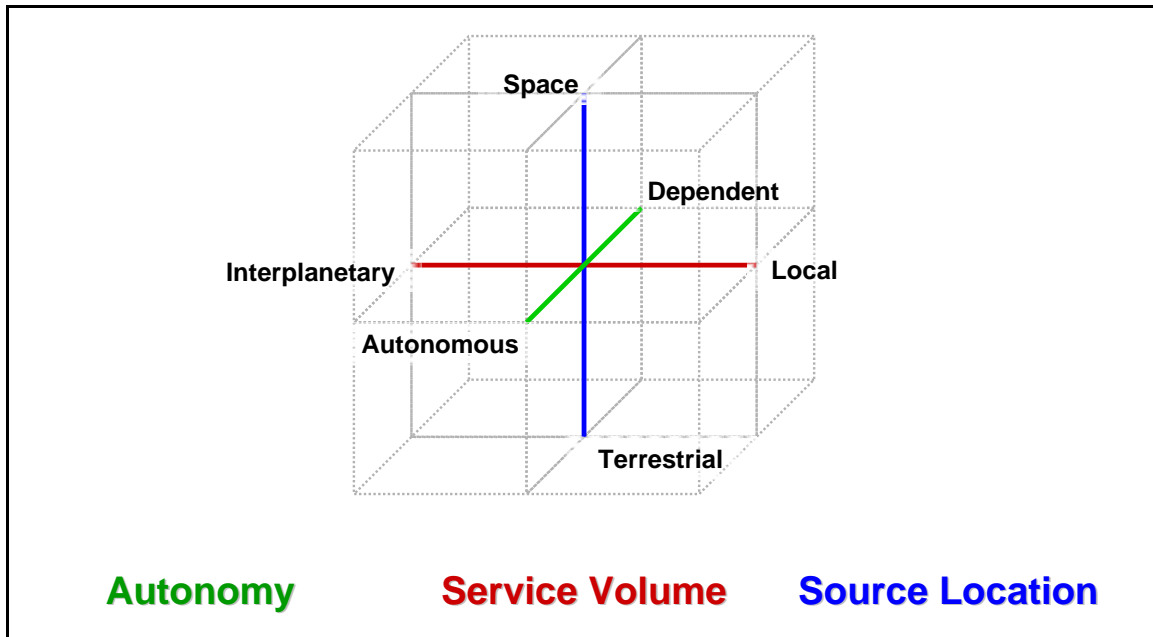 Space
Dependent
Interplanetary
Local
Autonomous
Terrestrial
Autonomy
Service Volume
Source Location